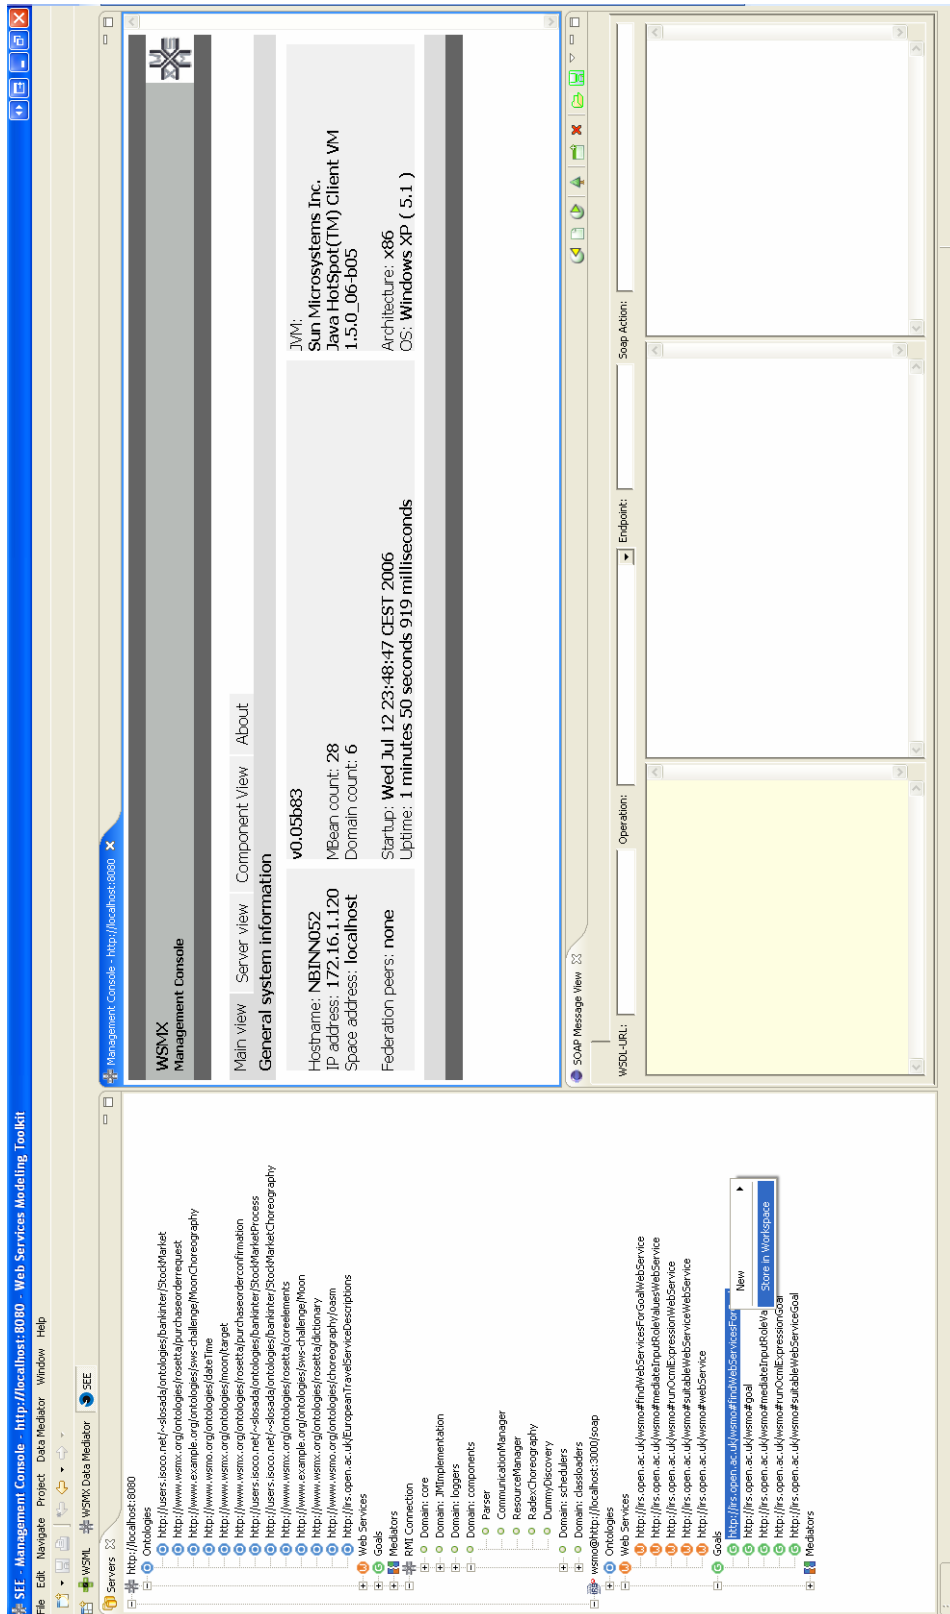 SEE - Management Console - http://localhost:8080 - Web Services Modeling Toolkit
File Edit Navigate Project Data Mediator Window Help
WSML WSMX Data Mediator SEE
Servers
http://localhost:8080
Ontologies
http://users.isoco.net/~slosada/ontologies/bankinter/StockMarket
http://www.wsmx.org/ontologies/rosetta/purchaseorderrequest
http://www.example.org/ontologies/sws-challenge/MoonChoreography
http://www.wsmo.org/ontologies/dateTime
http://www.wsmx.org/ontologies/moon/target
http://www.wsmx.org/ontologies/rosetta/purchaseorderconfirmation
http://users.isoco.net/~slosada/ontologies/bankinter/StockMarketProcess
http://users.isoco.net/~slosada/ontologies/bankinter/StockMarketChoreography
http://www.wsmx.org/ontologies/rosetta/coreelements
http://www.example.org/ontologies/sws-challenge/Moon
http://www.wsmx.org/ontologies/rosetta/dictionary
http://www.wsmo.org/ontologies/choreography/oasm
http://irs.open.ac.uk/EuropeanTravelServiceDescriptions
Web Services
Goals
Mediators
RMI Connection
Domain: core
Domain: JMImplementation
Domain: logers
Domain: components
Parser
CommunicationManager
ResourceManager
RadexChoreography
DummyDiscovery
Domain: schedulers
Domain: classloaders
wsmo@http://localhost:3000/soap
Ontologies
Web Services
http://irs.open.ac.uk/wsmo#findWebServicesForGoalWebService
http://irs.open.ac.uk/wsmo#mediateInputRoleValuesWebService
http://irs.open.ac.uk/wsmo#runOcmlExpressionWebService
http://irs.open.ac.uk/wsmo#suitableWebServiceWebService
http://irs.open.ac.uk/wsmo#webService
Goals
http://irs.open.ac.uk/wsmo#findWebServicesForG
http://irs.open.ac.uk/wsmo#goal
http://irs.open.ac.uk/wsmo#mediateInputRoleVa
http://irs.open.ac.uk/wsmo#runOcmlExpressionGoal
http://irs.open.ac.uk/wsmo#suitableWebServiceGoal
Mediators
New
Store in Workspace
Management Console - http://localhost:8080
WSMX
Management Console
Main view Server view Component View About
General system information
Hostname: NBINN052
IP address: 172.16.1.120
Space address: localhost
Federation peers: none
v0.05b83
MBean count: 28
Domain count: 6
Startup: Wed Jul 12 23:48:47 CEST 2006
Uptime: 1 minutes 50 seconds 919 milliseconds
JVM:
Sun Microsystems Inc.
Java HotSpot(TM) Client VM
1.5.0_06-b05
Architecture: x86
OS: Windows XP ( 5.1 )
SOAP Message View
WSDL-URL: Operation: Endpoint: Soap Action: